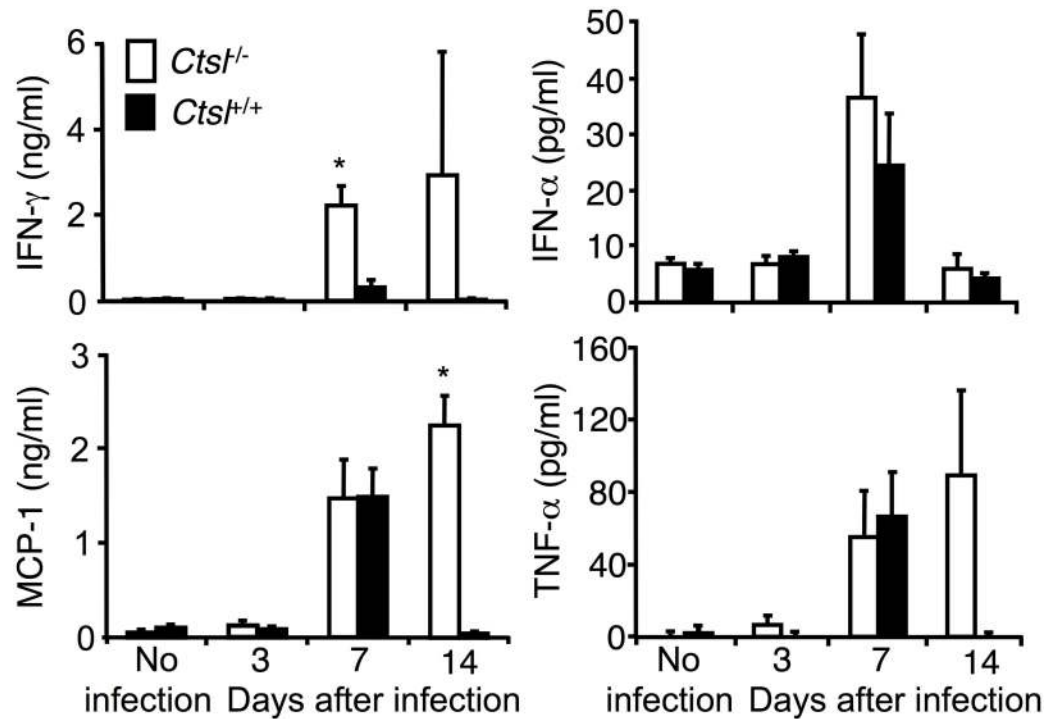 IFN-γ (ng/ml)
6
4
2
0
Ctsl-/-
Ctsl+/+
*
IFN-α (pg/ml)
50
40
30
20
10
0
MCP-1 (ng/ml)
3
2
1
0
*
No infection
3
7
14
Days after infection
TNF-α (pg/ml)
160
120
80
40
0
No infection
3
7
14
Days after infection